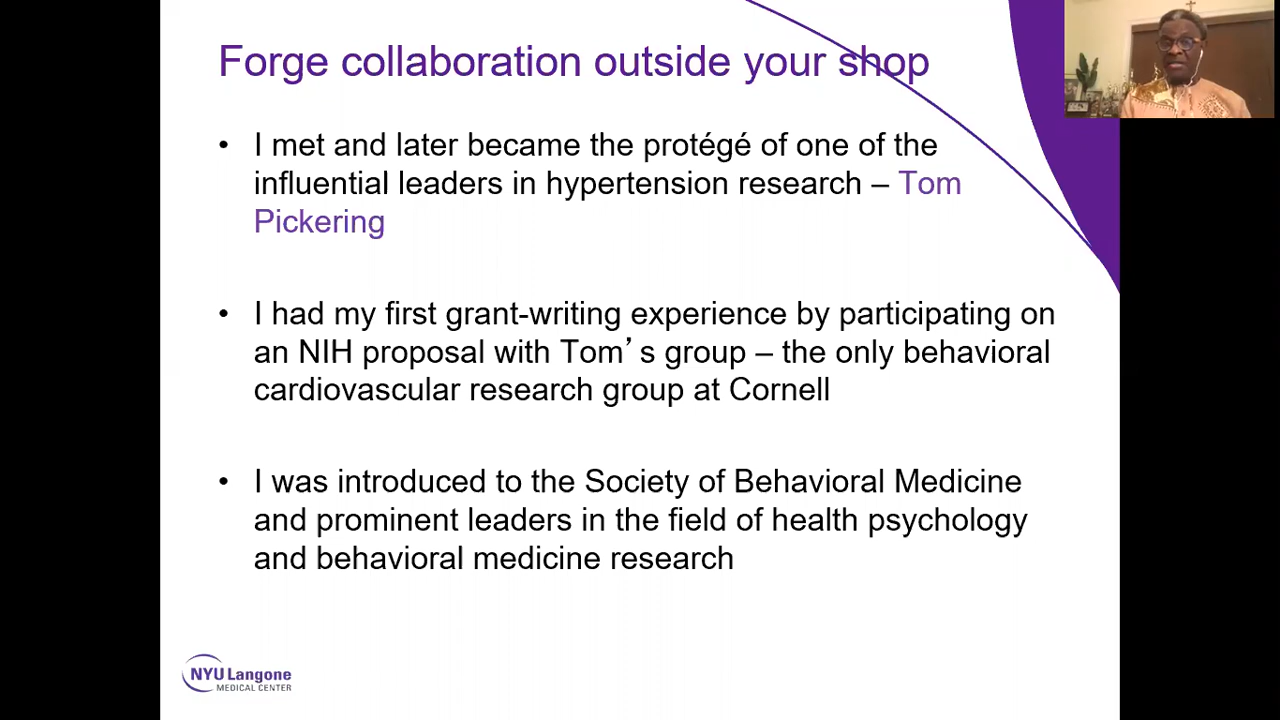 Forge collaboration outside your shop
• I met and later became the protégé of one of the
influential leaders in hypertension research – Tom
Pickering
• I had my first grant-writing experience by participating on
an NIH proposal with Tom’s group – the only behavioral
cardiovascular research group at Cornell
• I was introduced to the Society of Behavioral Medicine
and prominent leaders in the field of health psychology
and behavioral medicine research
NYU Langone
MEDICAL CENTER